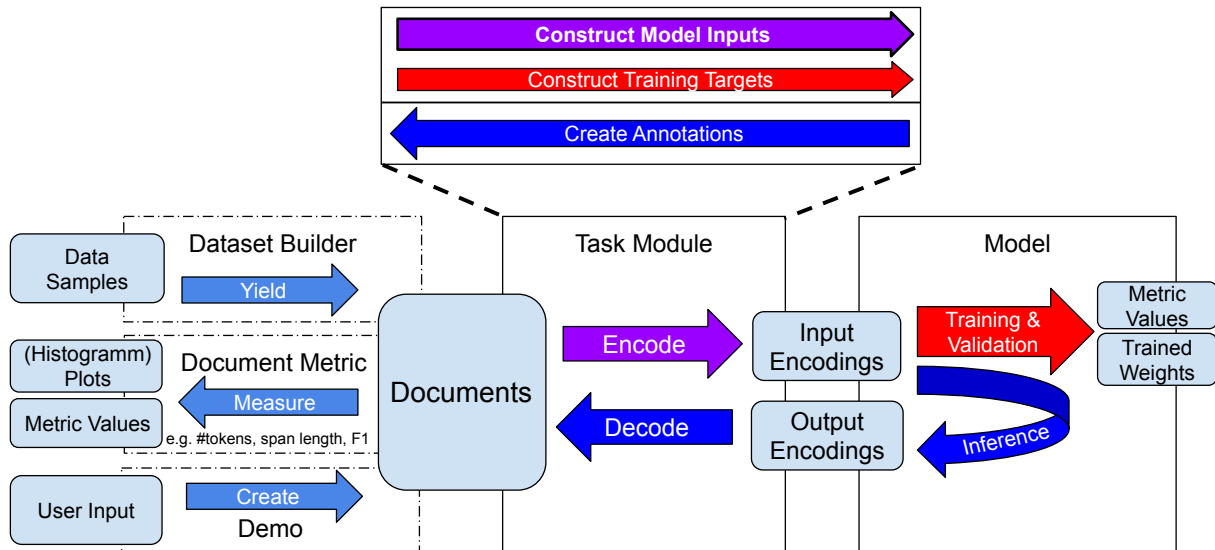 Construct Model Inputs
Construct Training Targets
Create Annotations
Dataset Builder
Task Module
Model
Data
Samples
Yield
(Histogramm)
Plots
Document Metric
Measure
Metric Values
e.g. #tokens, span length, F1
User Input
Create
Demo
Documents
Encode
Decode
Input
Encodings
Output
Encodings
Training &
Validation
Inference
Metric
Values
Trained
Weights